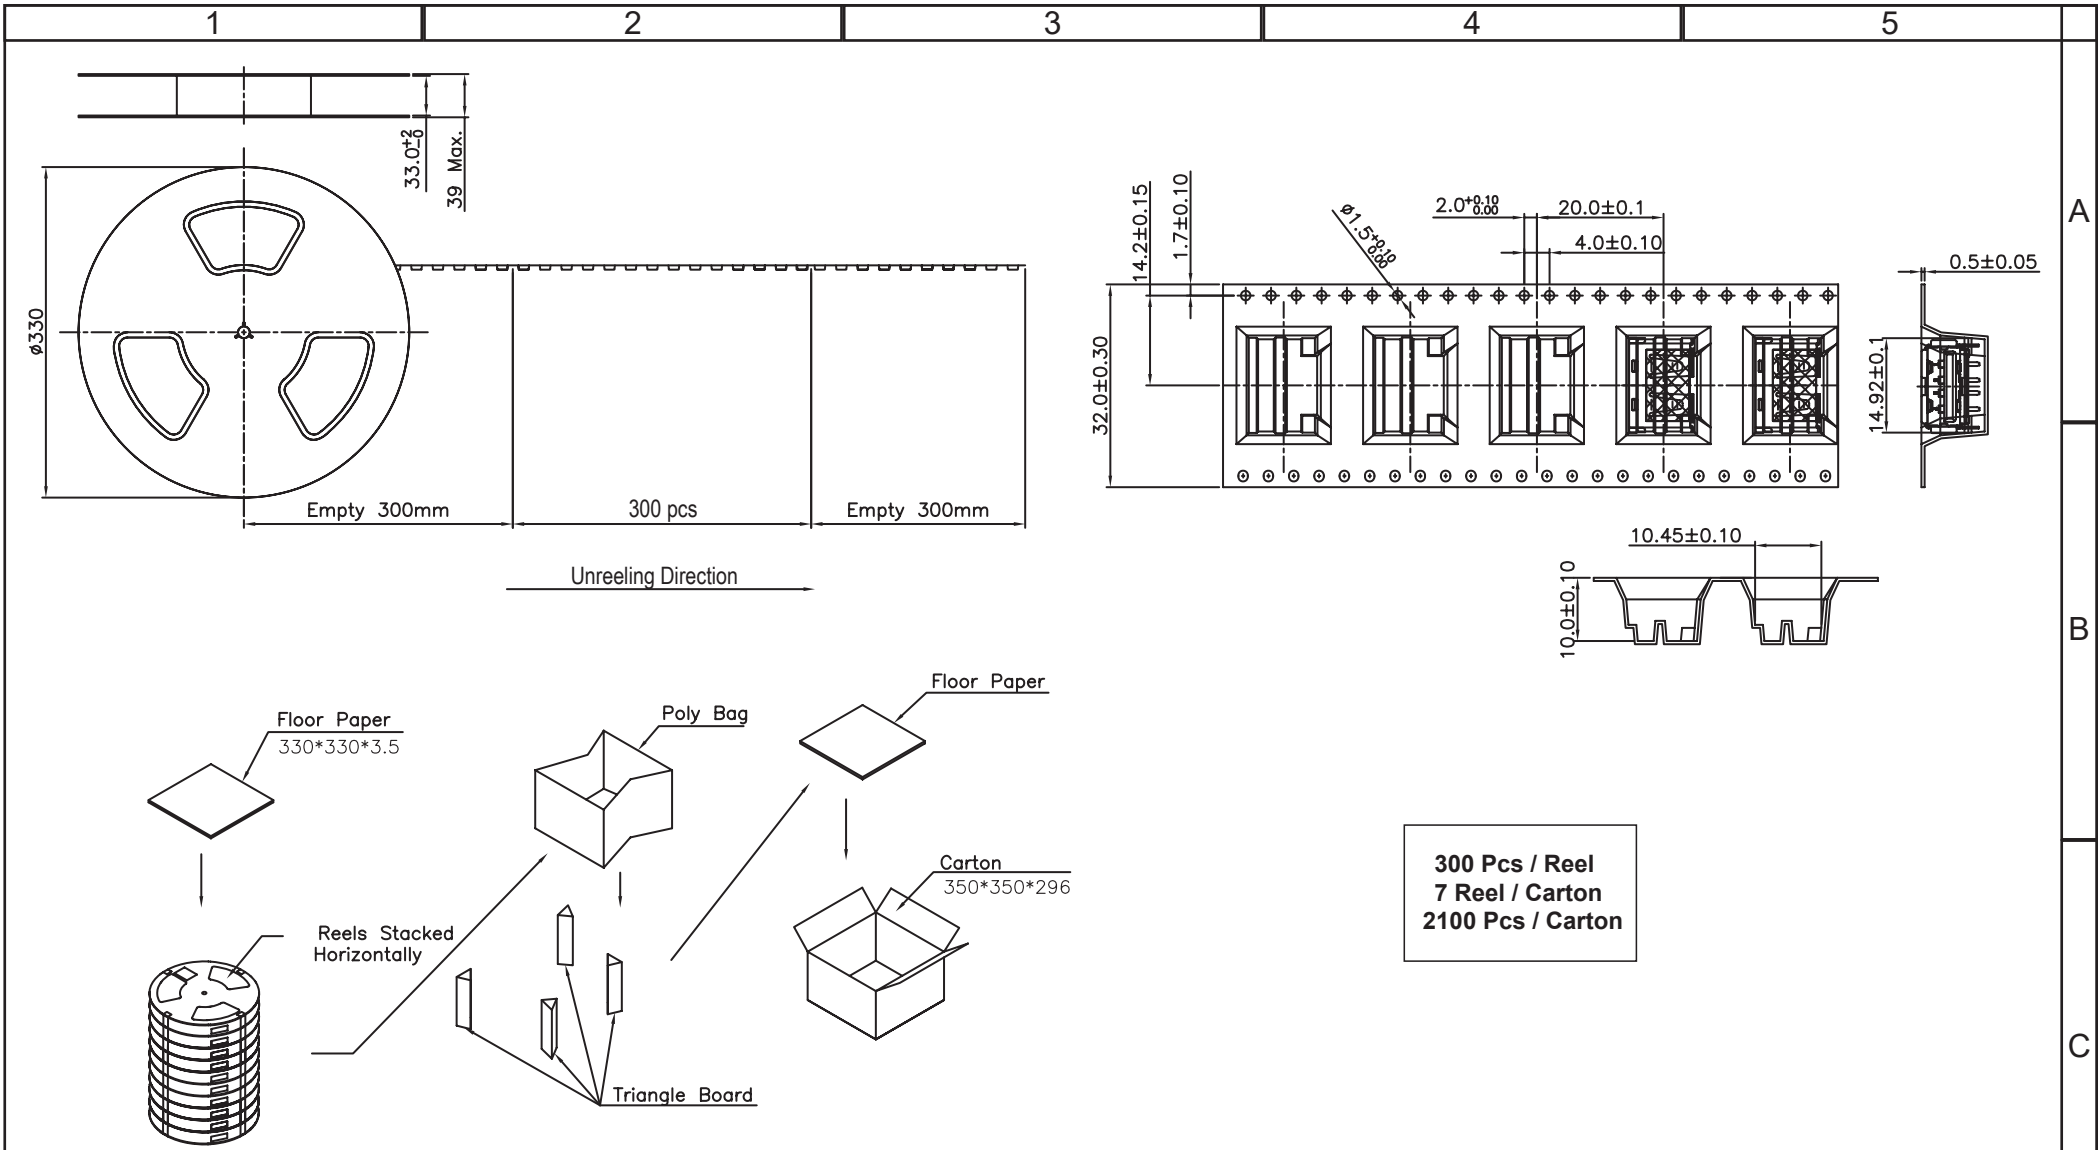 1 2 3 4 5
A
B
C
33.0+2 -0
39 Max.
ø330
Empty 300mm
300 pcs
Empty 300mm
Unreeling Direction
14.2±0.15
1.7±0.10
ø1.5+0.10 0.00
2.0+0.10 0.00
20.0±0.1
4.0±0.10
0.5±0.05
32.0±0.30
14.92±0.1
10.45±0.10
10.0±0.10
Floor Paper
330*330*3.5
Poly Bag
Floor Paper
Carton
350*350*296
Reels Stacked
Horizontally
Triangle Board
300 Pcs / Reel
7 Reel / Carton
2100 Pcs / Carton